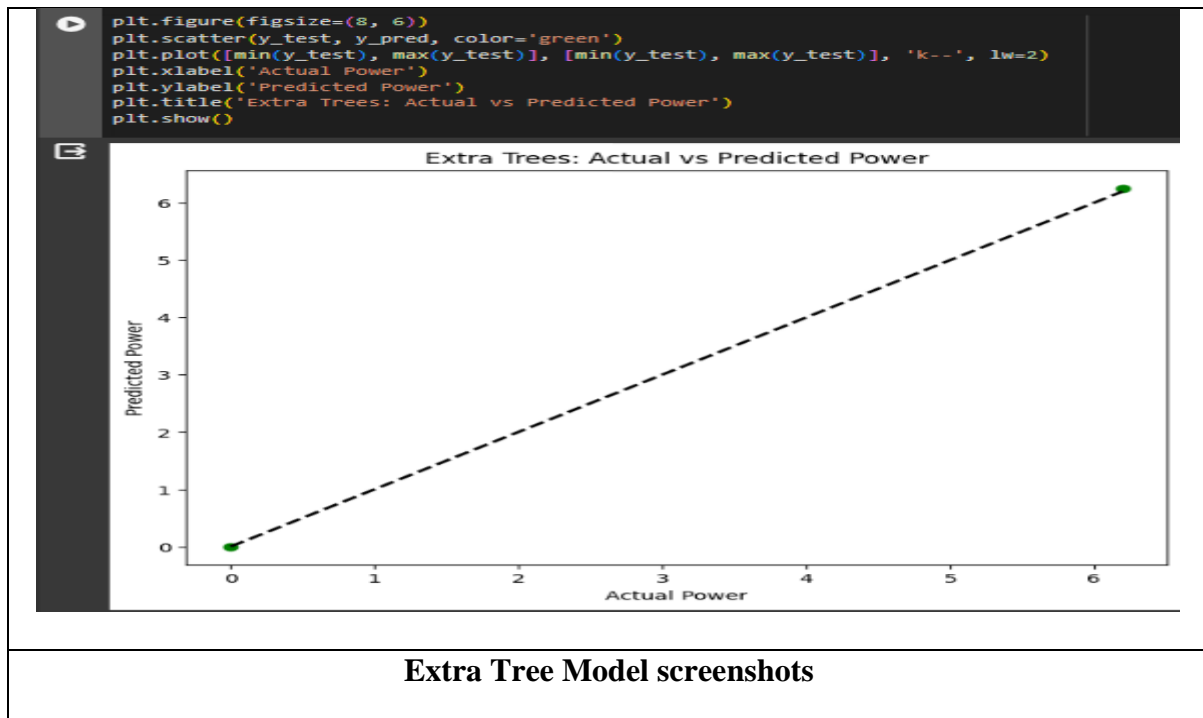 plt.figure(figsize=(8, 6))
plt.scatter(y_test, y_pred, color='green')
plt.plot([min(y_test), max(y_test)], [min(y_test), max(y_test)], 'k--', lw=2)
plt.xlabel('Actual Power')
plt.ylabel('Predicted Power')
plt.title('Extra Trees: Actual vs Predicted Power')
plt.show()
Extra Trees: Actual vs Predicted Power
6
5
4
3
2
1
0
Predicted Power
0 1 2 3 4 5 6
Actual Power
Extra Tree Model screenshots